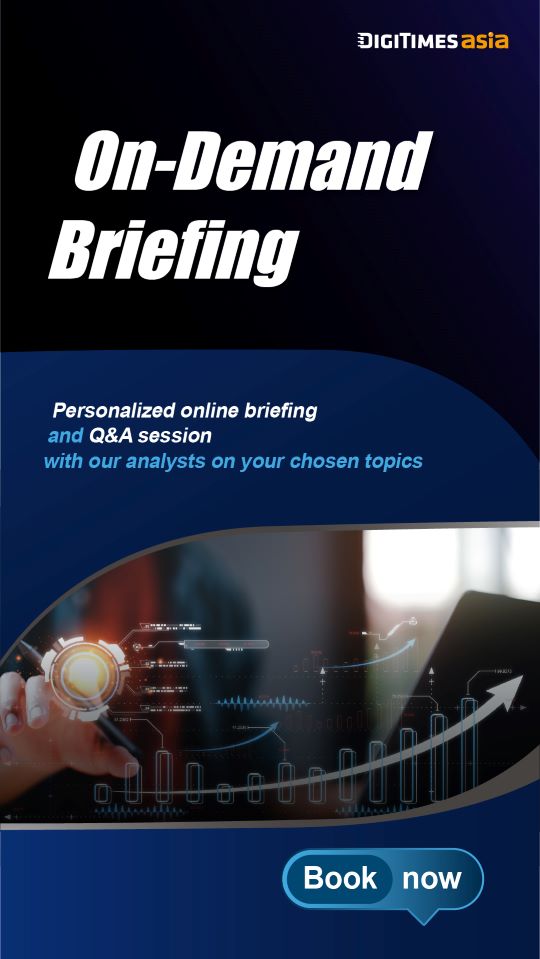 DIGITIMES asia
On-Demand
Briefing
Personalized online briefing
and Q&A session
with our analysts on your chosen topics
Book now